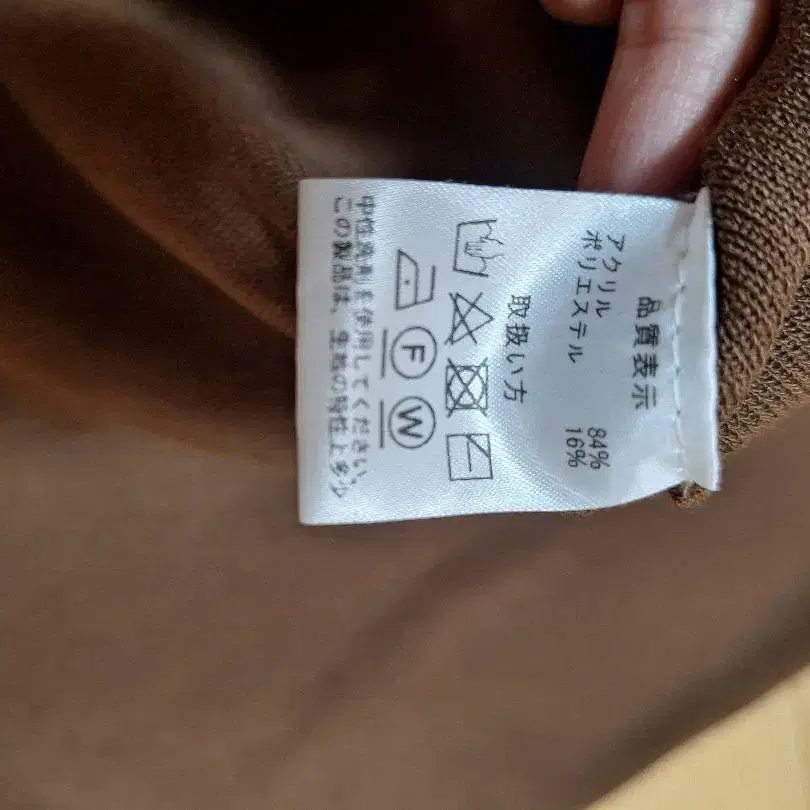 品質表示
アクリル 84%
ポリエステル 16%
取扱い方
F W
中性洗剤を使用してください。
この製品は、生地の特性上多少